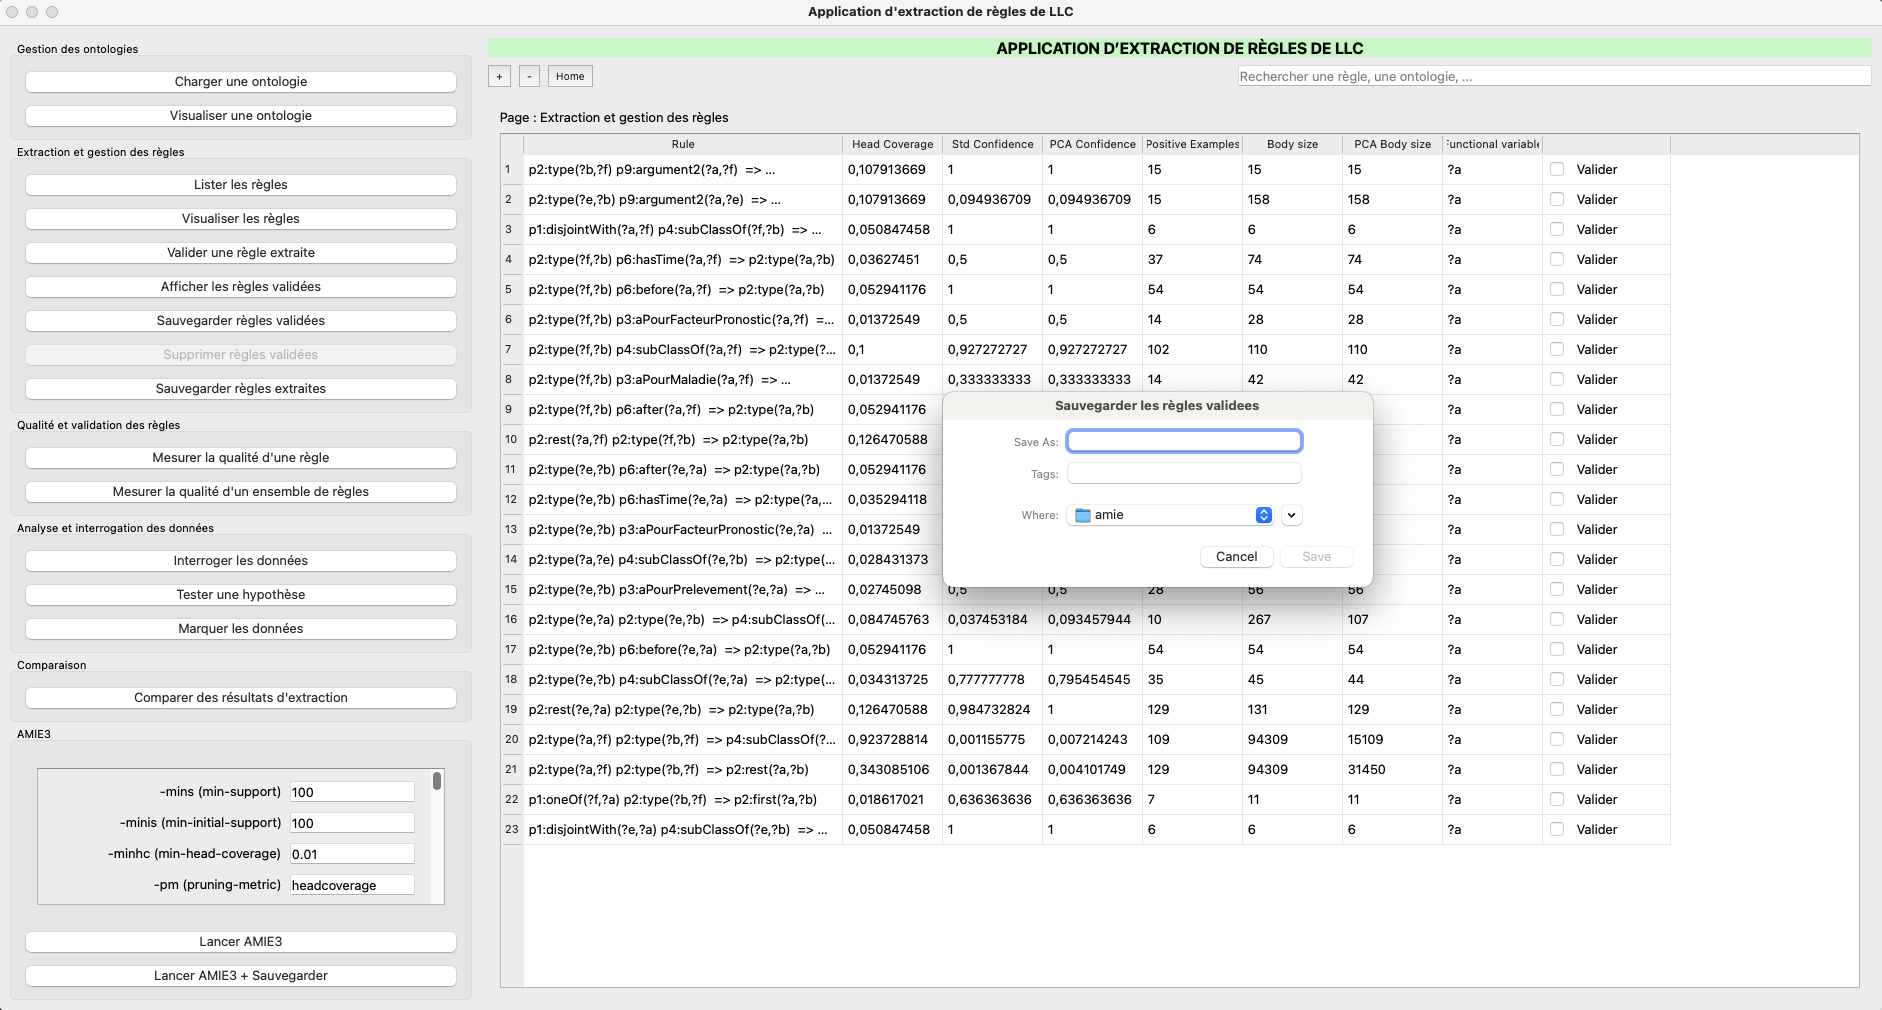 Application d'extraction de règles de LLC
Gestion des ontologies
Charger une ontologie
Visualiser une ontologie
Extraction et gestion des règles
Lister les règles
Visualiser les règles
Valider une règle extraite
Afficher les règles validées
Sauvegarder règles validées
Supprimer règles validées
Sauvegarder règles extraites
Qualité et validation des règles
Mesurer la qualité d'une règle
Mesurer la qualité d'un ensemble de règles
Analyse et interrogation des données
Interroger les données
Tester une hypothèse
Marquer les données
Comparaison
Comparer des résultats d'extraction
AMIE3
-mins (min-support) 100
-minis (min-initial-support) 100
-minhc (min-head-coverage) 0.01
-pm (pruning-metric) headcoverage
Lancer AMIE3
Lancer AMIE3 + Sauvegarder
APPLICATION D'EXTRACTION DE RÈGLES DE LLC
+ - Home Rechercher une règle, une ontologie, ...
Page : Extraction et gestion des règles
Rule Head Coverage Std Confidence PCA Confidence Positive Examples Body size PCA Body size functional variable
1 p2:type(?b,?f) p9:argument2(?a,?f) => ... 0,107913669 1 1 15 15 15 ?a Valider
2 p2:type(?e,?b) p9:argument2(?a,?e) => ... 0,107913669 0,094936709 0,094936709 15 158 158 ?a Valider
3 p1:disjointWith(?a,?f) p4:subClassOf(?f,?b) => ... 0,050847458 1 1 6 6 6 ?a Valider
4 p2:type(?f,?b) p6:hasTime(?a,?f) => p2:type(?a,?b) 0,03627451 0,5 0,5 37 74 74 ?a Valider
5 p2:type(?f,?b) p6:before(?a,?f) => p2:type(?a,?b) 0,052941176 1 1 54 54 54 ?a Valider
6 p2:type(?f,?b) p3:aPourFacteurPronostic(?a,?f) =... 0,01372549 0,5 0,5 14 28 28 ?a Valider
7 p2:type(?f,?b) p4:subClassOf(?a,?f) => p2:type(?... 0,1 0,927272727 0,927272727 102 110 110 ?a Valider
8 p2:type(?f,?b) p3:aPourMaladie(?a,?f) => ... 0,01372549 0,333333333 0,333333333 14 42 42 ?a Valider
9 p2:type(?f,?b) p6:after(?a,?f) => p2:type(?a,?b) 0,052941176 ?a Valider
10 p2:rest(?a,?f) p2:type(?f,?b) => p2:type(?a,?b) 0,126470588 ?a Valider
11 p2:type(?e,?b) p6:after(?e,?a) => p2:type(?a,?b) 0,052941176 ?a Valider
12 p2:type(?e,?b) p6:hasTime(?e,?a) => p2:type(?a,... 0,035294118 ?a Valider
13 p2:type(?e,?b) p3:aPourFacteurPronostic(?e,?a) ... 0,01372549 ?a Valider
14 p2:type(?a,?e) p4:subClassOf(?e,?b) => p2:type(... 0,028431373 ?a Valider
15 p2:type(?e,?b) p3:aPourPrelevement(?e,?a) => ... 0,02745098 0,5 0,5 28 56 56 ?a Valider
16 p2:type(?e,?a) p2:type(?e,?b) => p4:subClassOf(... 0,084745763 0,037453184 0,093457944 10 267 107 ?a Valider
17 p2:type(?e,?b) p6:before(?e,?a) => p2:type(?a,?b) 0,052941176 1 1 54 54 54 ?a Valider
18 p2:type(?e,?b) p4:subClassOf(?e,?a) => p2:type(... 0,034313725 0,777777778 0,795454545 35 45 44 ?a Valider
19 p2:rest(?e,?a) p2:type(?e,?b) => p2:type(?a,?b) 0,126470588 0,984732824 1 129 131 129 ?a Valider
20 p2:type(?a,?f) p2:type(?b,?f) => p4:subClassOf(?... 0,923728814 0,001155775 0,007214243 109 94309 15109 ?a Valider
21 p2:type(?a,?f) p2:type(?b,?f) => p2:rest(?a,?b) 0,343085106 0,001367844 0,004101749 129 94309 31450 ?a Valider
22 p1:oneOf(?f,?a) p2:type(?b,?f) => p2:first(?a,?b) 0,018617021 0,636363636 0,636363636 7 11 11 ?a Valider
23 p1:disjointWith(?e,?a) p4:subClassOf(?e,?b) => ... 0,050847458 1 1 6 6 6 ?a Valider
Sauvegarder les règles validees
Save As:
Tags:
Where: amie
Cancel Save